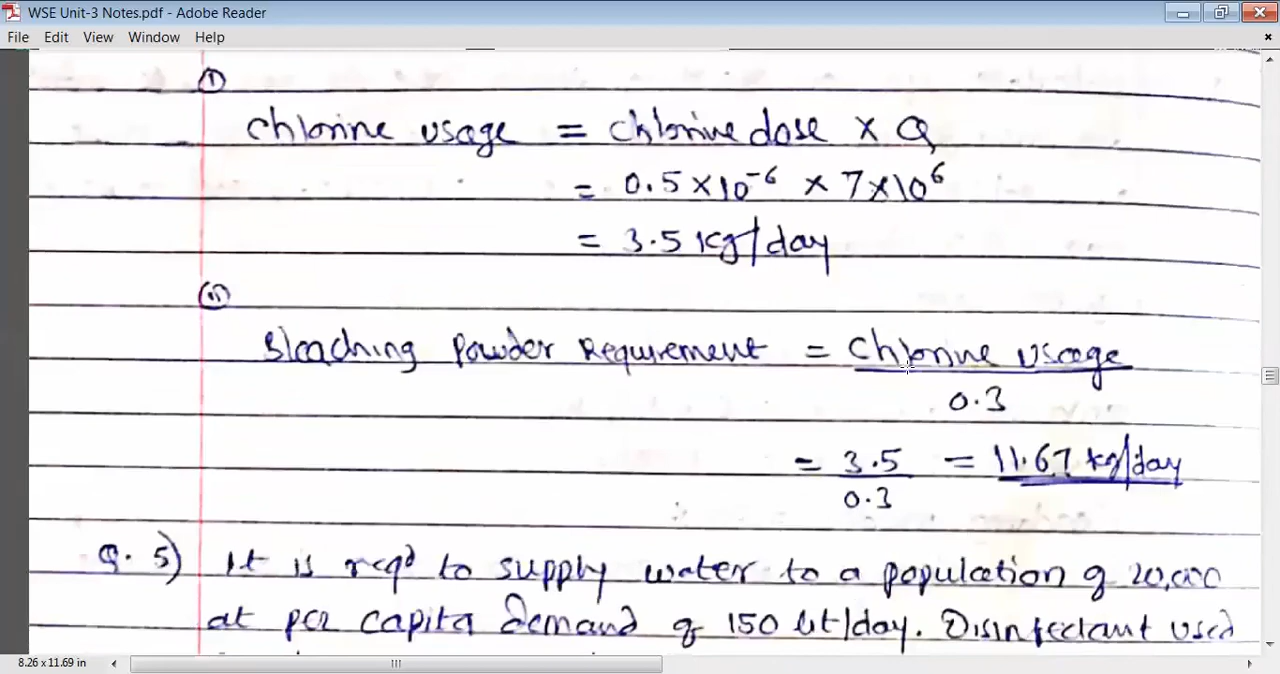 WSE Unit-3 Notes.pdf - Adobe Reader
File Edit View Window Help
①
Chlorine usage = chlorine dose × Q
= 0.5×10⁻⁶ × 7×10⁶
= 3.5 kg/day
ⓘⓘ
Bleaching Powder Requirement = Chlorine usage
0.3
= 3.5 = 11.67 kg/day
0.3
Q. 5) It is reqd to supply water to a population of 20,000
at per capita demand of 150 lit/day. Disinfectant used
8.26 x 11.69 in